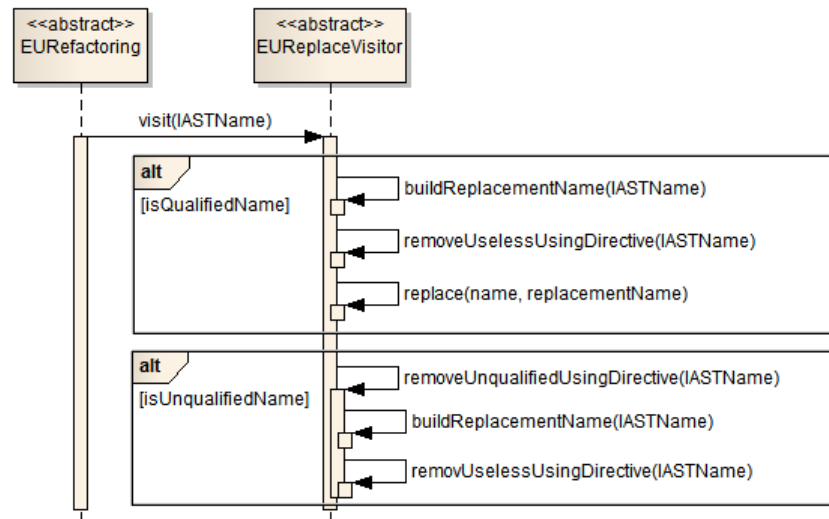 <<abstract>>
EURefactoring
<<abstract>>
EUReplaceVisitor
visit(IASTName)
alt
[isQualifiedName]
buildReplacementName(IASTName)
removeUselessUsingDirective(IASTName)
replace(name, replacementName)
alt
[isUnqualifiedName]
removeUnqualifiedUsingDirective(IASTName)
buildReplacementName(IASTName)
removUselessUsingDirective(IASTName)